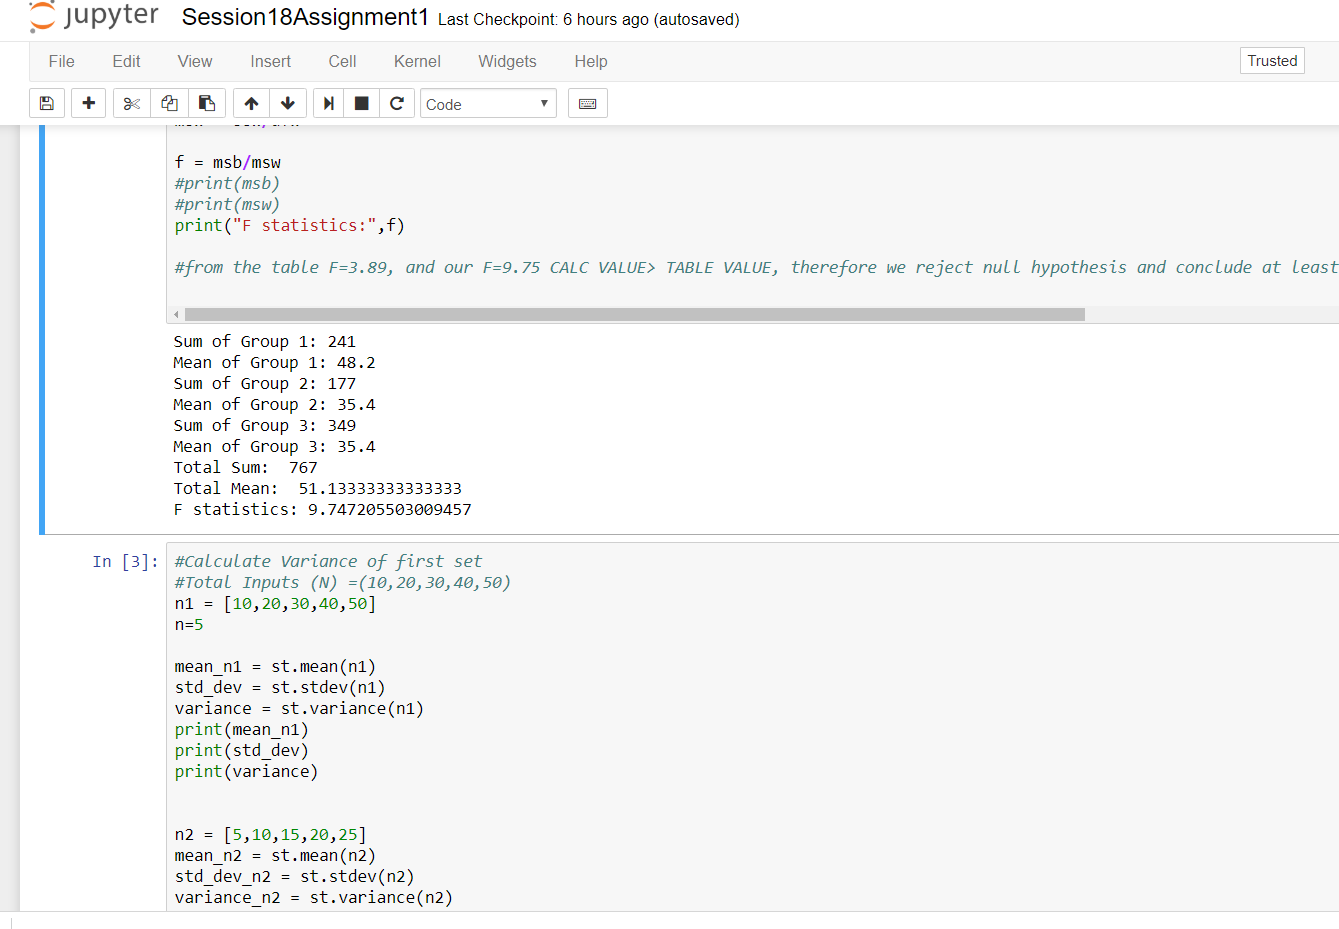 jupyter Session18Assignment1 Last Checkpoint: 6 hours ago (autosaved)
File Edit View Insert Cell Kernel Widgets Help Trusted
Code
f = msb/msw
#print(msb)
#print(msw)
print("F statistics:",f)
#from the table F=3.89, and our F=9.75 CALC VALUE> TABLE VALUE, therefore we reject null hypothesis and conclude at least
Sum of Group 1: 241
Mean of Group 1: 48.2
Sum of Group 2: 177
Mean of Group 2: 35.4
Sum of Group 3: 349
Mean of Group 3: 35.4
Total Sum:  767
Total Mean:  51.13333333333333
F statistics: 9.747205503009457
In [3]: #Calculate Variance of first set
#Total Inputs (N) =(10,20,30,40,50)
n1 = [10,20,30,40,50]
n=5
mean_n1 = st.mean(n1)
std_dev = st.stdev(n1)
variance = st.variance(n1)
print(mean_n1)
print(std_dev)
print(variance)
n2 = [5,10,15,20,25]
mean_n2 = st.mean(n2)
std_dev_n2 = st.stdev(n2)
variance_n2 = st.variance(n2)